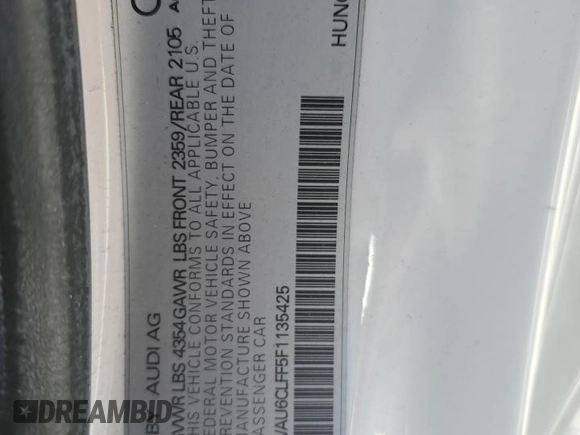 BY AUDI AG
GVWR LBS 4354 GAWR LBS FRONT 2359/REAR 2105
THIS VEHICLE CONFORMS TO ALL APPLICABLE U.S.
FEDERAL MOTOR VEHICLE SAFETY, BUMPER AND THEFT
PREVENTION STANDARDS IN EFFECT ON THE DATE OF
MANUFACTURE SHOWN ABOVE
PASSENGER CAR
WAU6CLFF5F1135425
DREAMBID